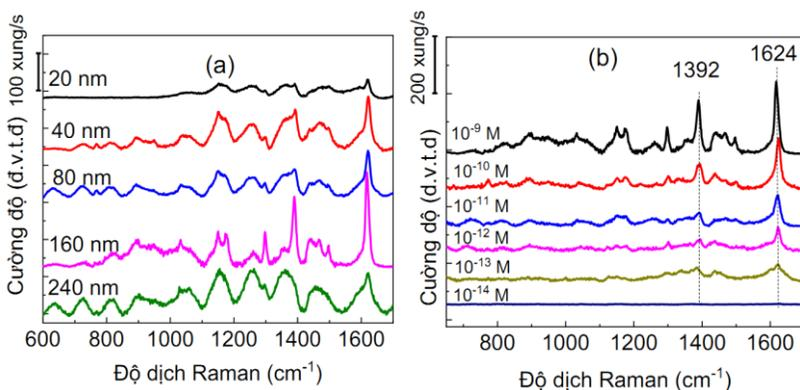 Cường độ (đ.v.t.đ)
100 xung/s
(a)
20 nm
40 nm
80 nm
160 nm
240 nm
600 800 1000 1200 1400 1600
Độ dịch Raman (cm⁻¹)
Cường độ (đ.v.t.đ)
200 xung/s
(b)
1392
1624
10⁻⁹ M
10⁻¹⁰ M
10⁻¹¹ M
10⁻¹² M
10⁻¹³ M
10⁻¹⁴ M
800 1000 1200 1400 1600
Độ dịch Raman (cm⁻¹)